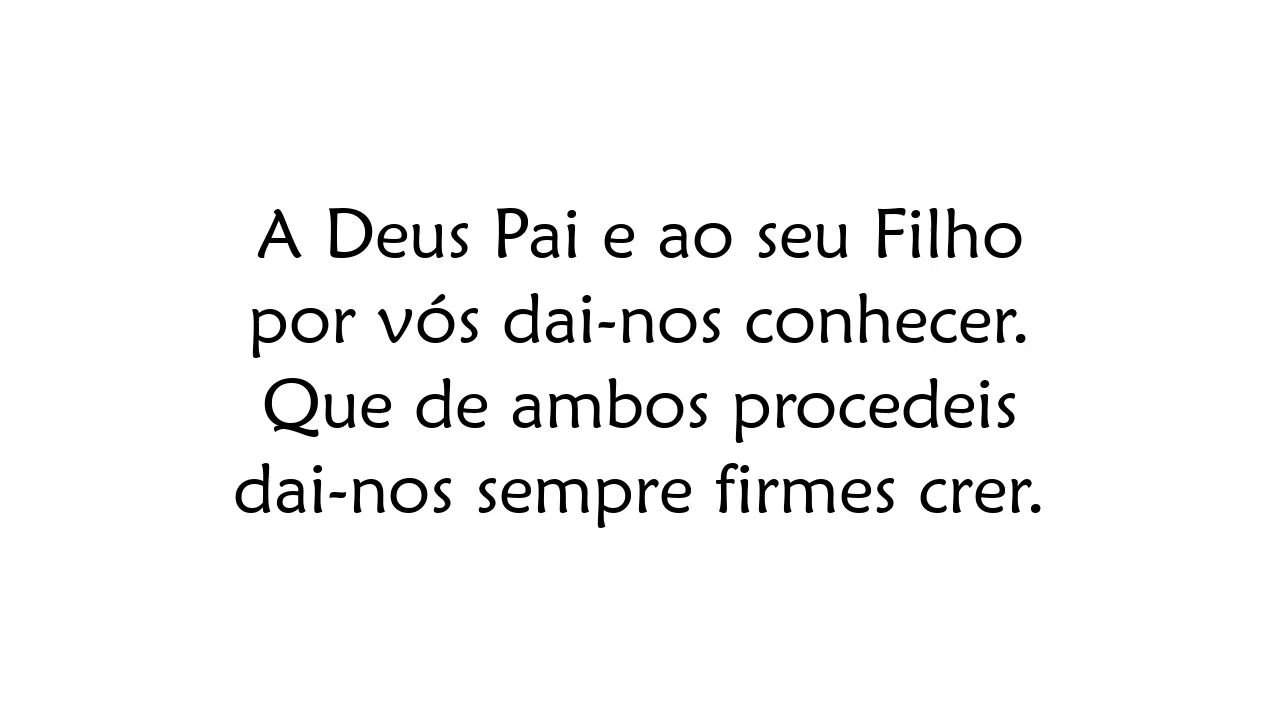 A Deus Pai e ao seu Filho
por vós dai-nos conhecer.
Que de ambos procedeis
dai-nos sempre firmes crer.